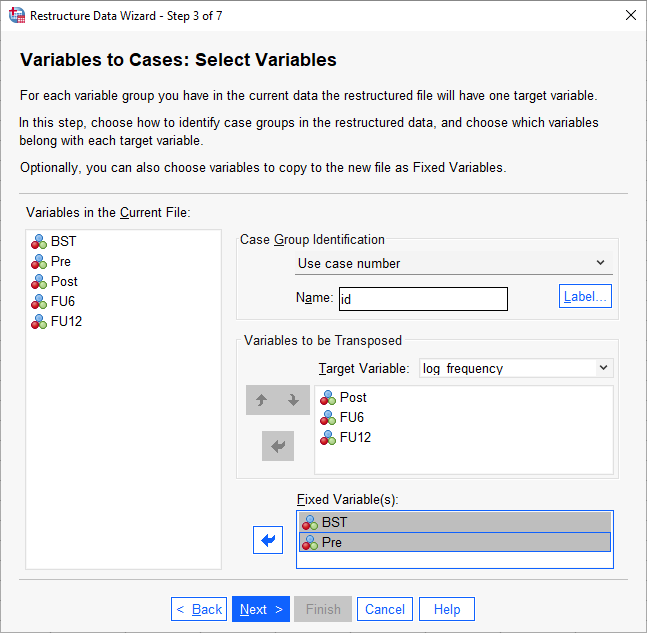 Restructure Data Wizard - Step 3 of 7
Variables to Cases: Select Variables
For each variable group you have in the current data the restructured file will have one target variable.
In this step, choose how to identify case groups in the restructured data, and choose which variables
belong with each target variable.
Optionally, you can also choose variables to copy to the new file as Fixed Variables.
Variables in the Current File:
BST
Pre
Post
FU6
FU12
Case Group Identification
Use case number
Name: id
Label...
Variables to be Transposed
Target Variable: log_frequency
Post
FU6
FU12
Fixed Variable(s):
BST
Pre
< Back Next > Finish Cancel Help